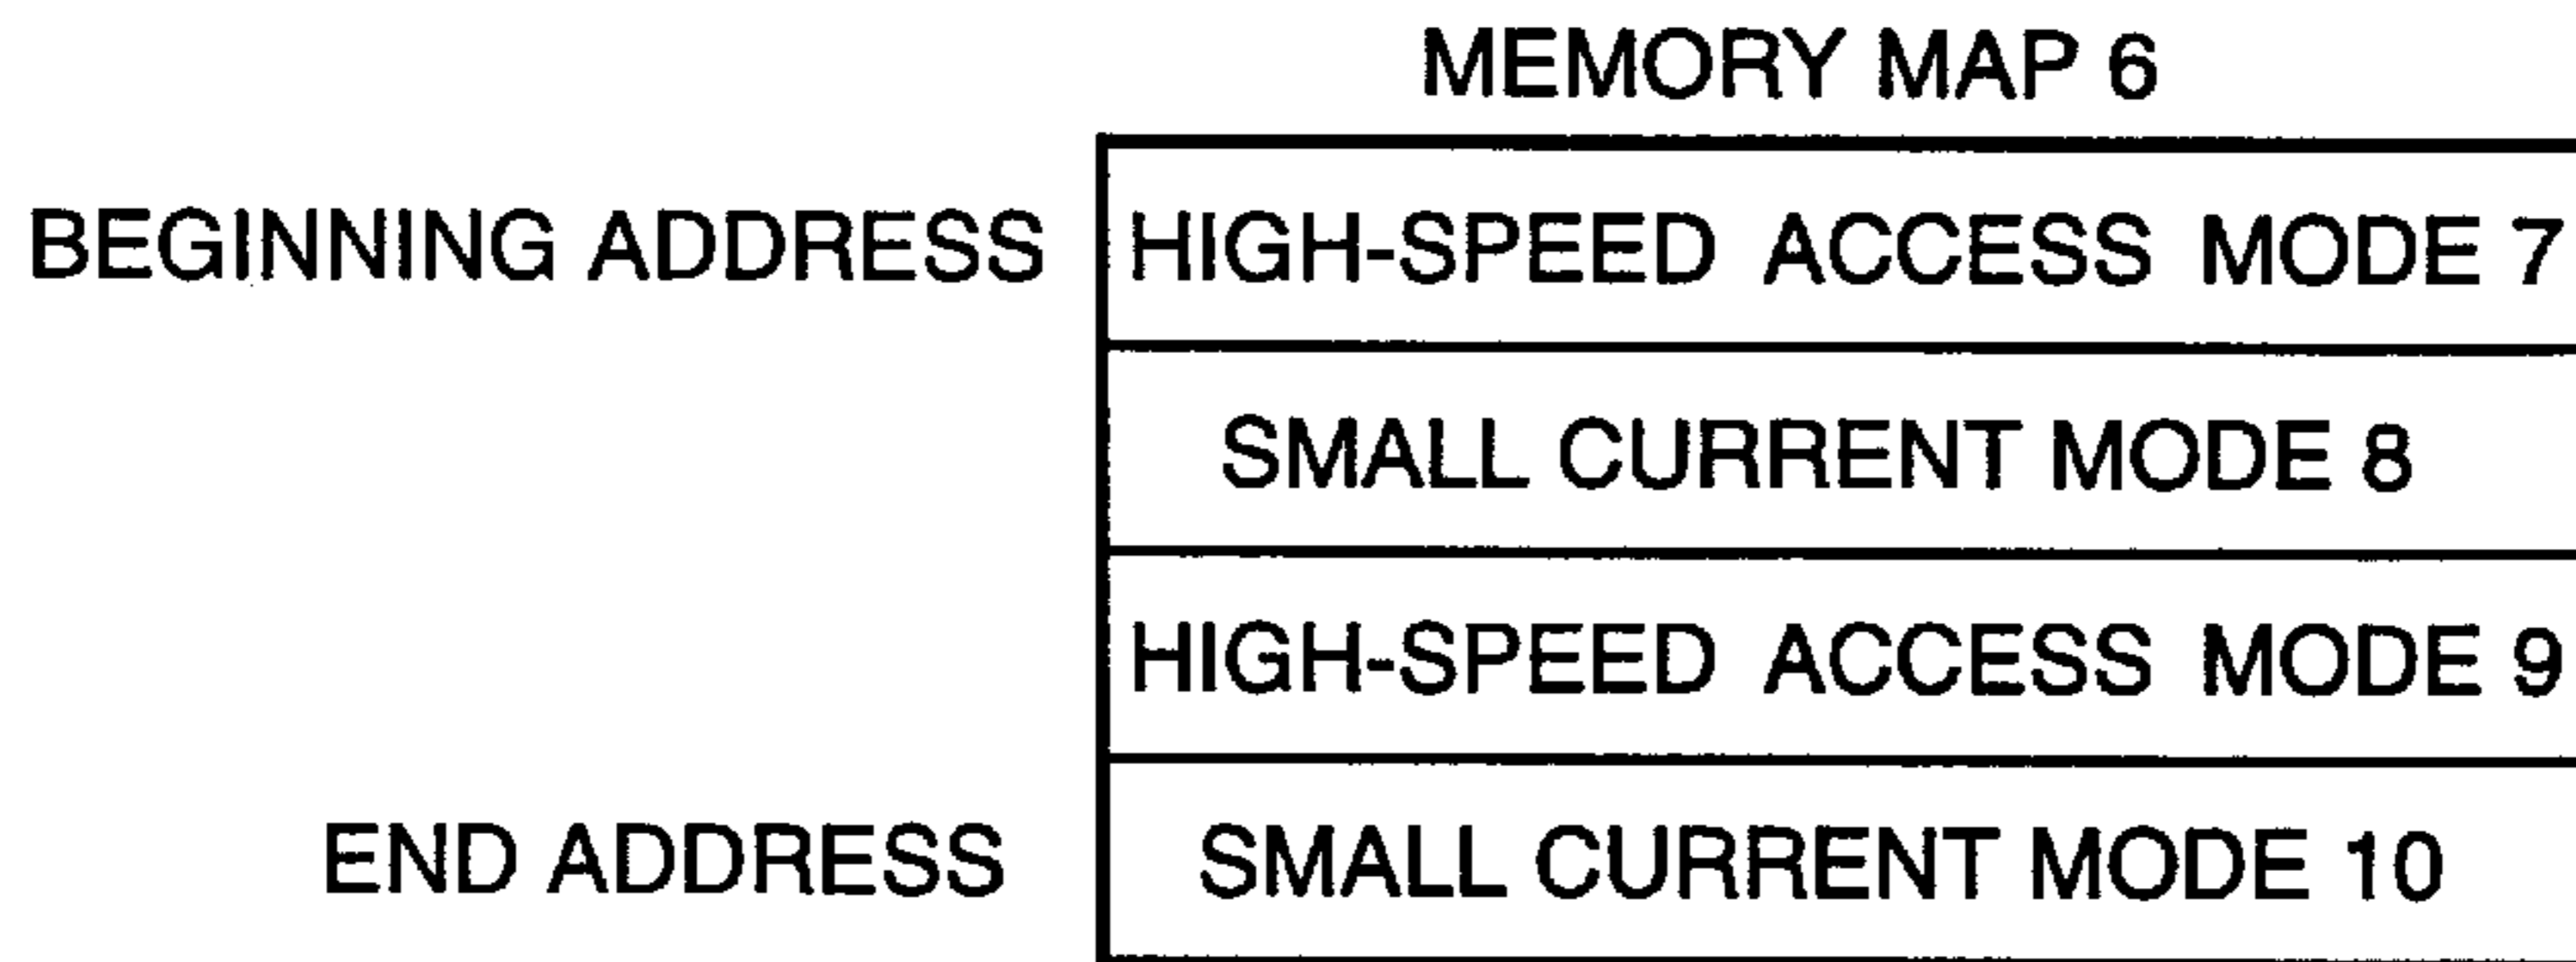 MEMORY MAP 6
BEGINNING ADDRESS HIGH-SPEED ACCESS MODE 7
SMALL CURRENT MODE 8
HIGH-SPEED ACCESS MODE 9
END ADDRESS SMALL CURRENT MODE 10